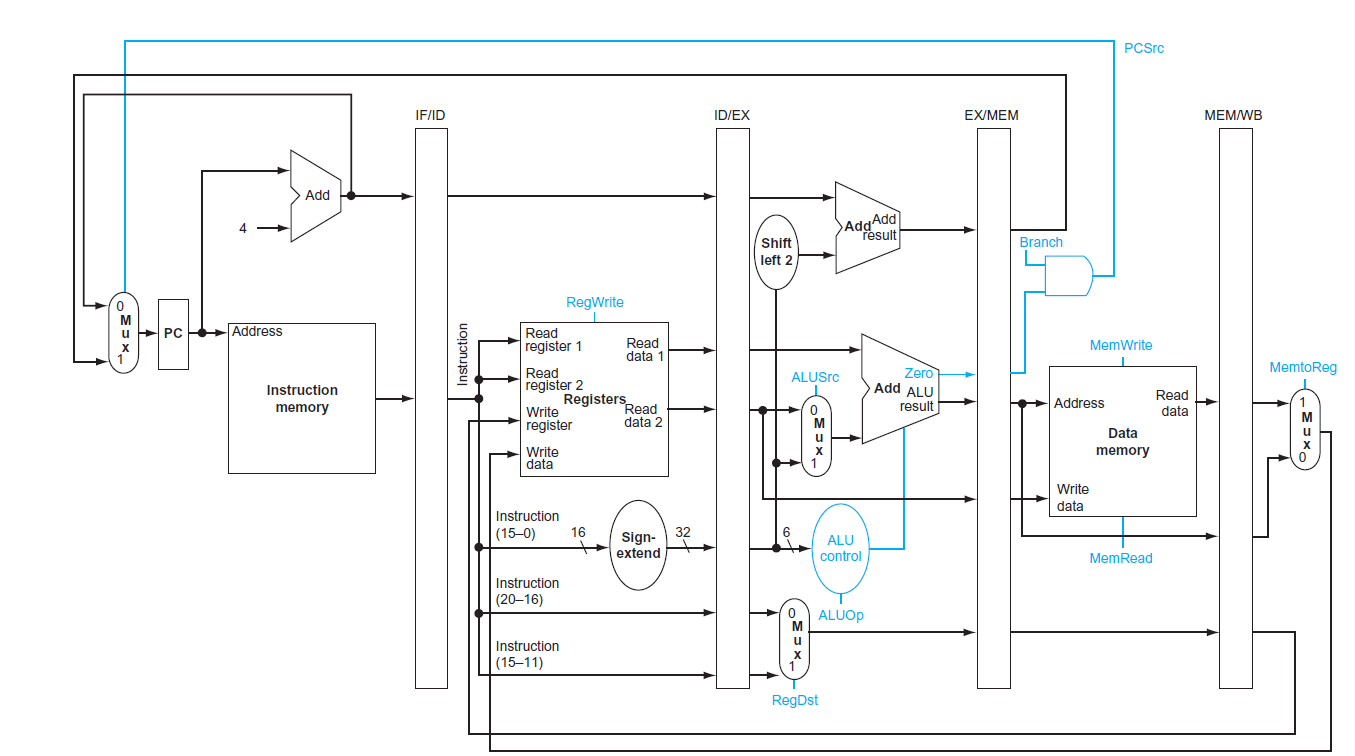 PCSrc
IF/ID
ID/EX
EX/MEM
MEM/WB
Add
4
Add
Add
result
Shift
left 2
Branch
0
M
u
x
1
PC
Address
Instruction
memory
Instruction
RegWrite
Read
register 1
Read
register 2
Registers
Write
register
Write
data
Read
data 1
Read
data 2
ALUSrc
0
M
u
x
1
Zero
Add
ALU
result
MemWrite
Address
Read
data
Data
memory
Write
data
MemRead
MemtoReg
1
M
u
x
0
Instruction
(15–0)
16
Sign-
extend
32
6
ALU
control
ALUOp
Instruction
(20–16)
Instruction
(15–11)
0
M
u
x
1
RegDst